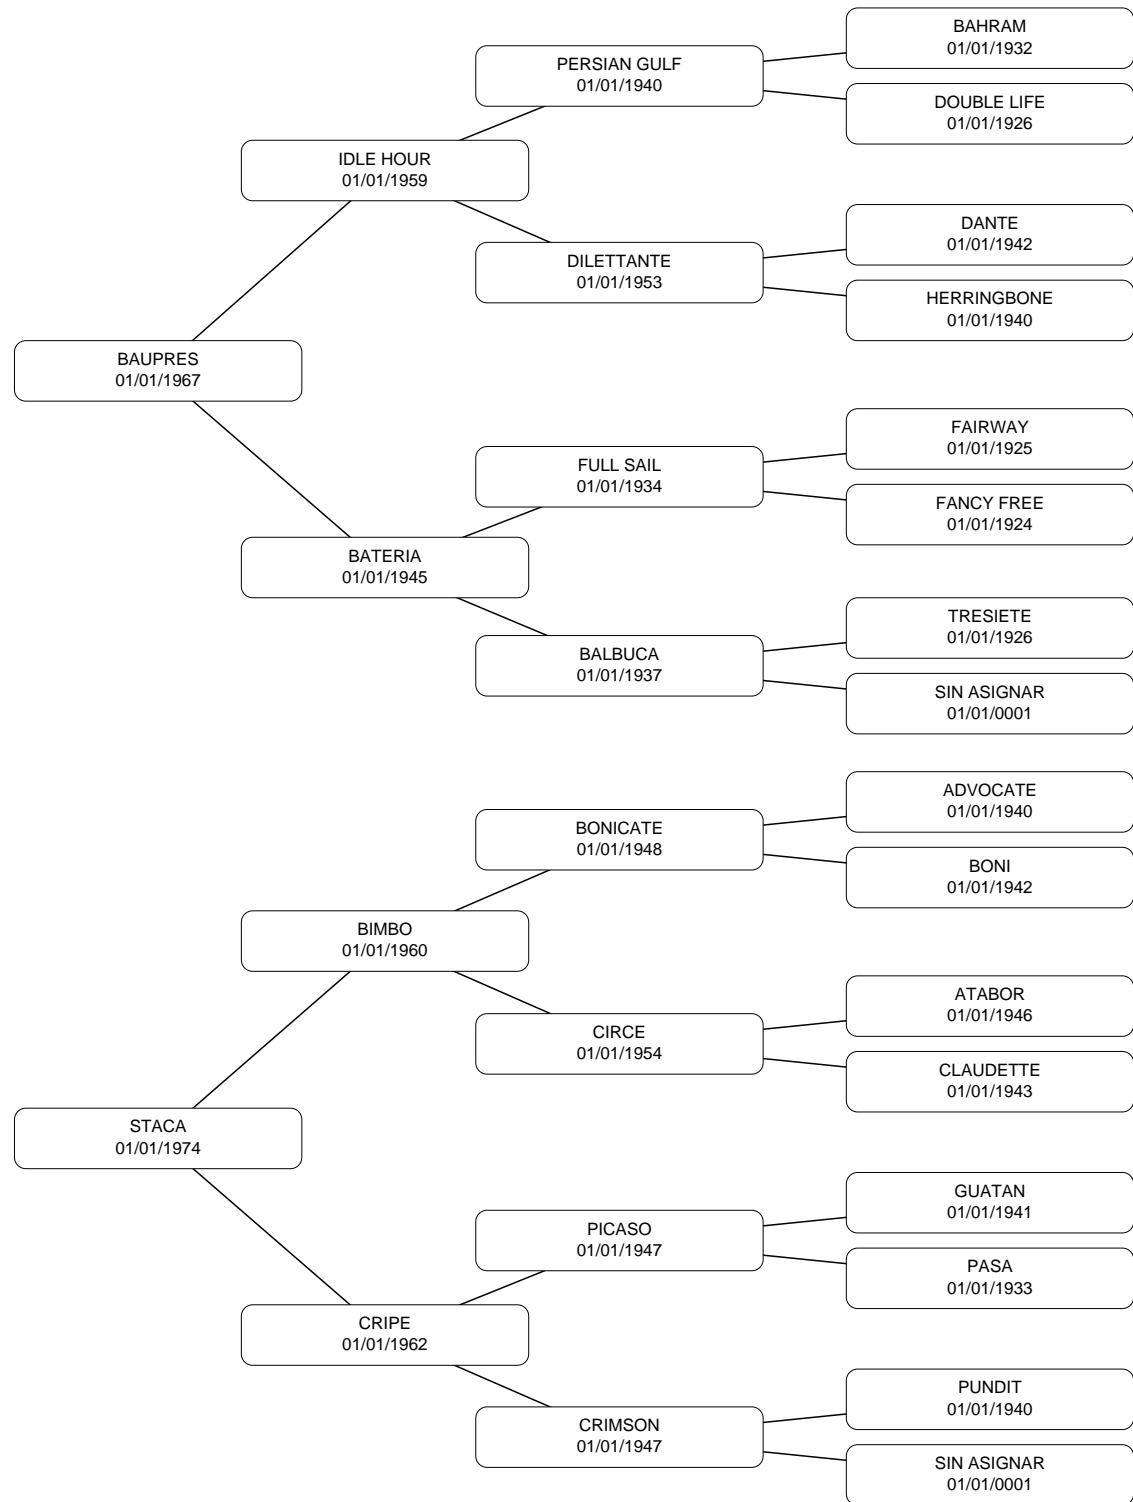 BAHRAM
01/01/1932
PERSIAN GULF
01/01/1940
DOUBLE LIFE
01/01/1926
IDLE HOUR
01/01/1959
DANTE
01/01/1942
DILETTANTE
01/01/1953
HERRINGBONE
01/01/1940
BAUPRES
01/01/1967
FAIRWAY
01/01/1925
FULL SAIL
01/01/1934
FANCY FREE
01/01/1924
BATERIA
01/01/1945
TRESIETE
01/01/1926
BALBUCA
01/01/1937
SIN ASIGNAR
01/01/0001
ADVOCATE
01/01/1940
BONICATE
01/01/1948
BONI
01/01/1942
BIMBO
01/01/1960
ATABOR
01/01/1946
CIRCE
01/01/1954
CLAUDETTE
01/01/1943
STACA
01/01/1974
GUATAN
01/01/1941
PICASO
01/01/1947
PASA
01/01/1933
CRIPE
01/01/1962
PUNDIT
01/01/1940
CRIMSON
01/01/1947
SIN ASIGNAR
01/01/0001